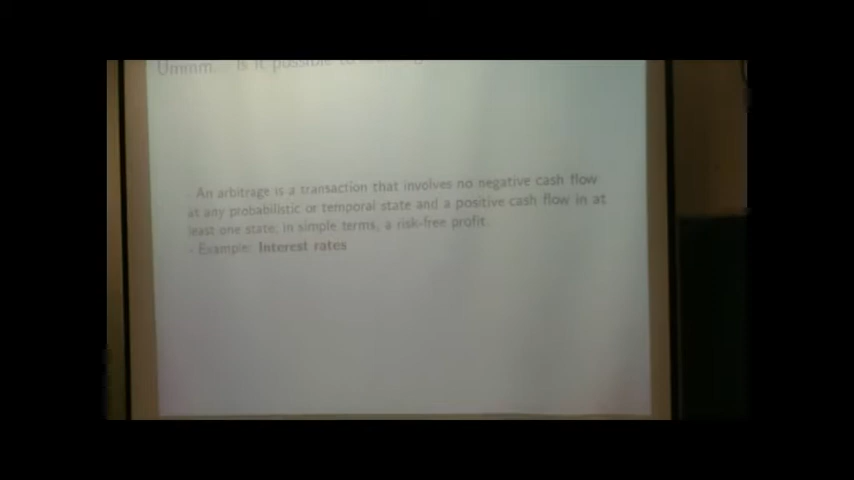 Ummm... Is it possible to
- An arbitrage is a transaction that involves no negative cash flow
at any probabilistic or temporal state and a positive cash flow in at
least one state; in simple terms, a risk-free profit.
- Example: Interest rates